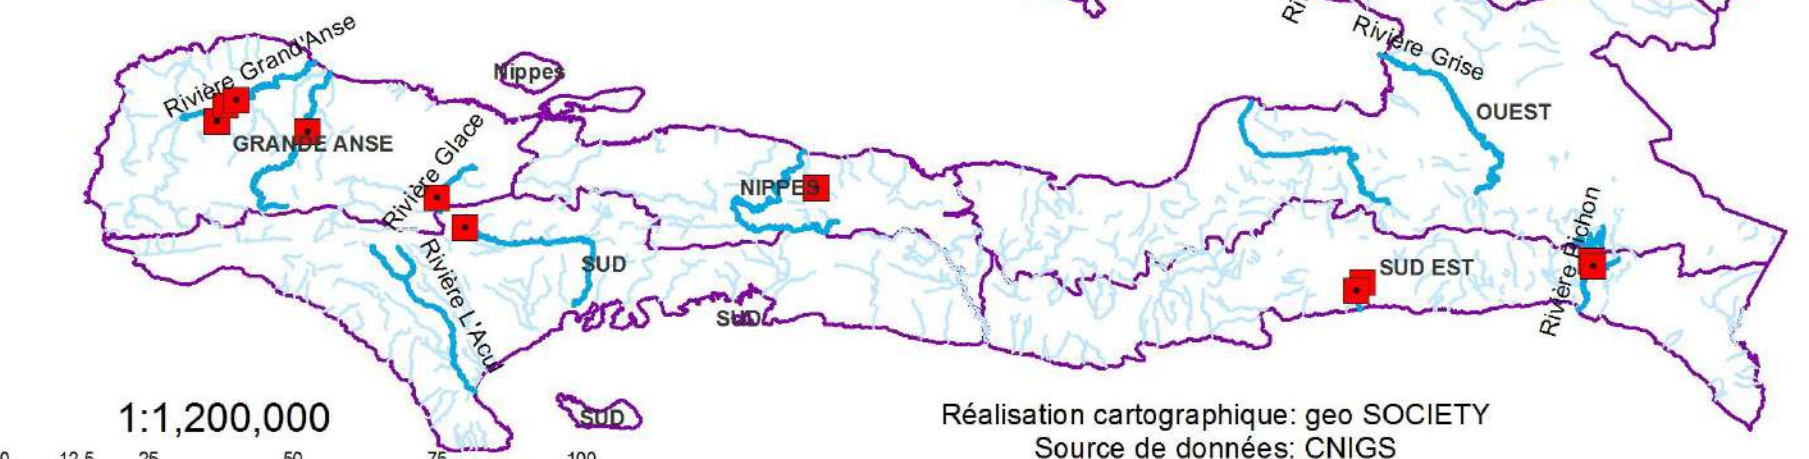 Ri
Rivière Grise
Rivière Grand'Anse
Nippes
OUEST
GRANDE ANSE
Rivière Glace
NIPPES
Rivière Pichon
SUD
SUD EST
Rivière L'Acul
SUD
SUD
1:1,200,000
Réalisation cartographique: geo SOCIETY
Source de données: CNIGS
0 12.5 25 50 75 100